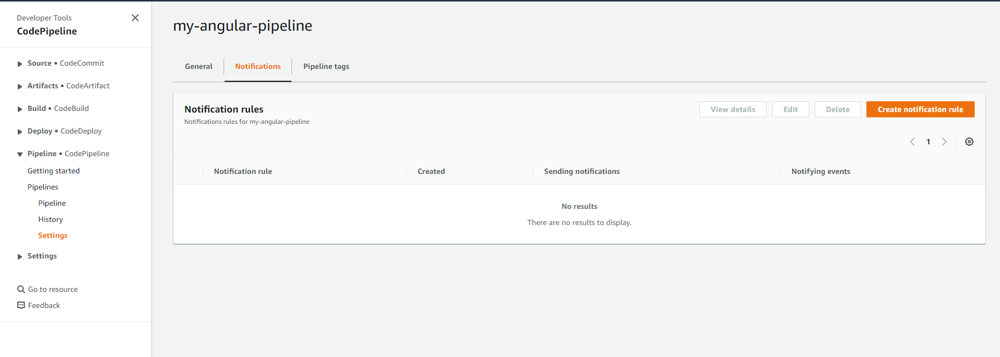 Developer Tools
CodePipeline
Source • CodeCommit
Artifacts • CodeArtifact
Build • CodeBuild
Deploy • CodeDeploy
Pipeline • CodePipeline
Getting started
Pipelines
Pipeline
History
Settings
Settings
Go to resource
Feedback
my-angular-pipeline
General Notifications Pipeline tags
Notification rules
Notifications rules for my-angular-pipeline
View details Edit Delete Create notification rule
1
Notification rule Created Sending notifications Notifying events
No results
There are no results to display.